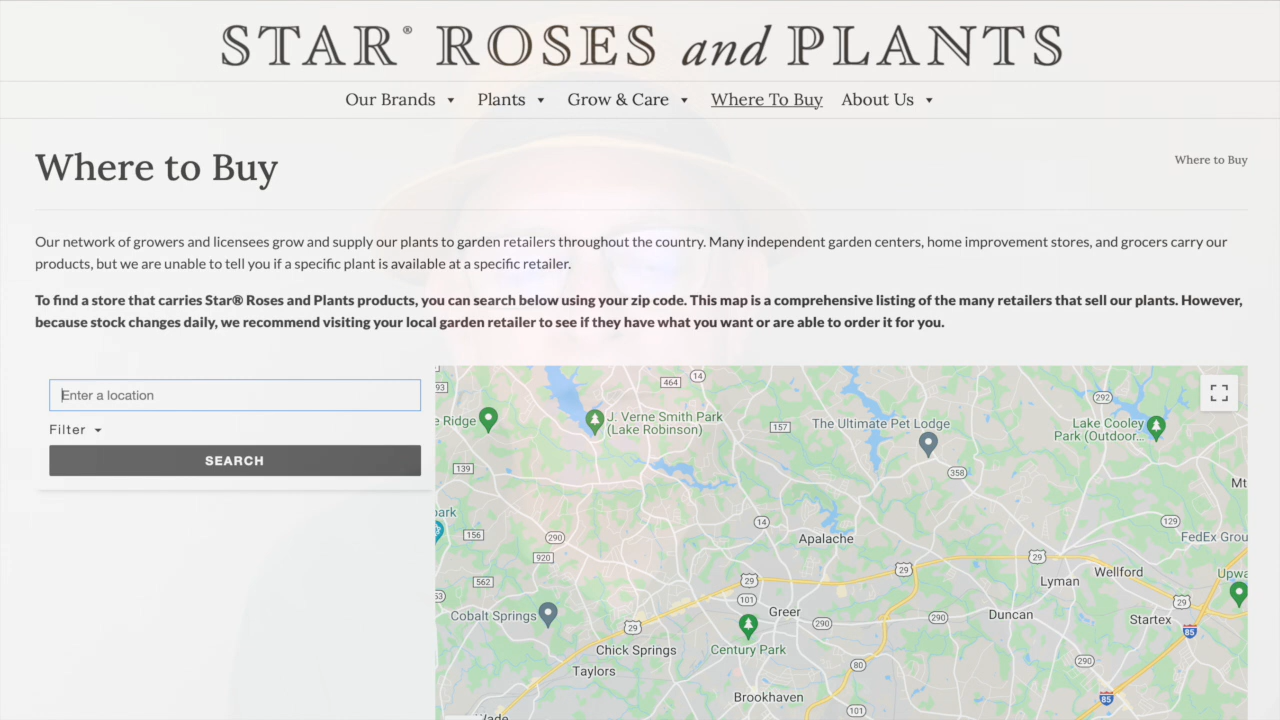 STAR® ROSES and PLANTS
Our Brands
Plants
Grow & Care
Where To Buy
About Us
Where to Buy
Where to Buy
Our network of growers and licensees grow and supply our plants to garden retailers throughout the country. Many independent garden centers, home improvement stores, and grocers carry our
products, but we are unable to tell you if a specific plant is available at a specific retailer.
To find a store that carries Star® Roses and Plants products, you can search below using your zip code. This map is a comprehensive listing of the many retailers that sell our plants. However,
because stock changes daily, we recommend visiting your local garden retailer to see if they have what you want or are able to order it for you.
Enter a location
Filter
SEARCH
93
464
14
292
e Ridge
J. Verne Smith Park
(Lake Robinson)
157
The Ultimate Pet Lodge
Lake Cooley
Park (Outdoor...
139
358
Mt
ark
156
290
14
129
Apalache
FedEx Grou
920
29
29
562
29
Lyman
Wellford
Upwa
53
101
29
Cobalt Springs
Greer
290
290
Duncan
Startex
85
29
Chick Springs
Century Park
80
290
Taylors
Brookhaven
85
101
Wade